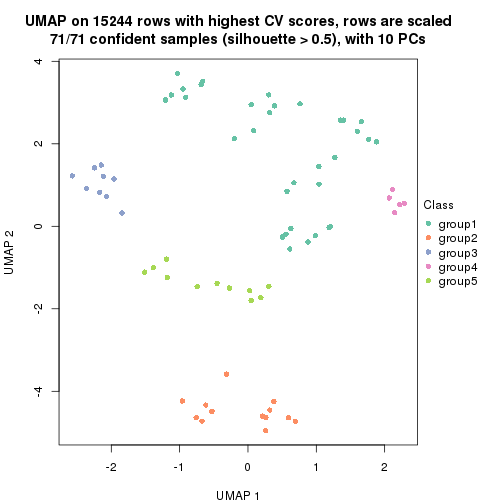 UMAP on 15244 rows with highest CV scores, rows are scaled
71/71 confident samples (silhouette > 0.5), with 10 PCs
4
2
0
-2
-4
UMAP 2
-2
-1
0
1
2
UMAP 1
Class
group1
group2
group3
group4
group5